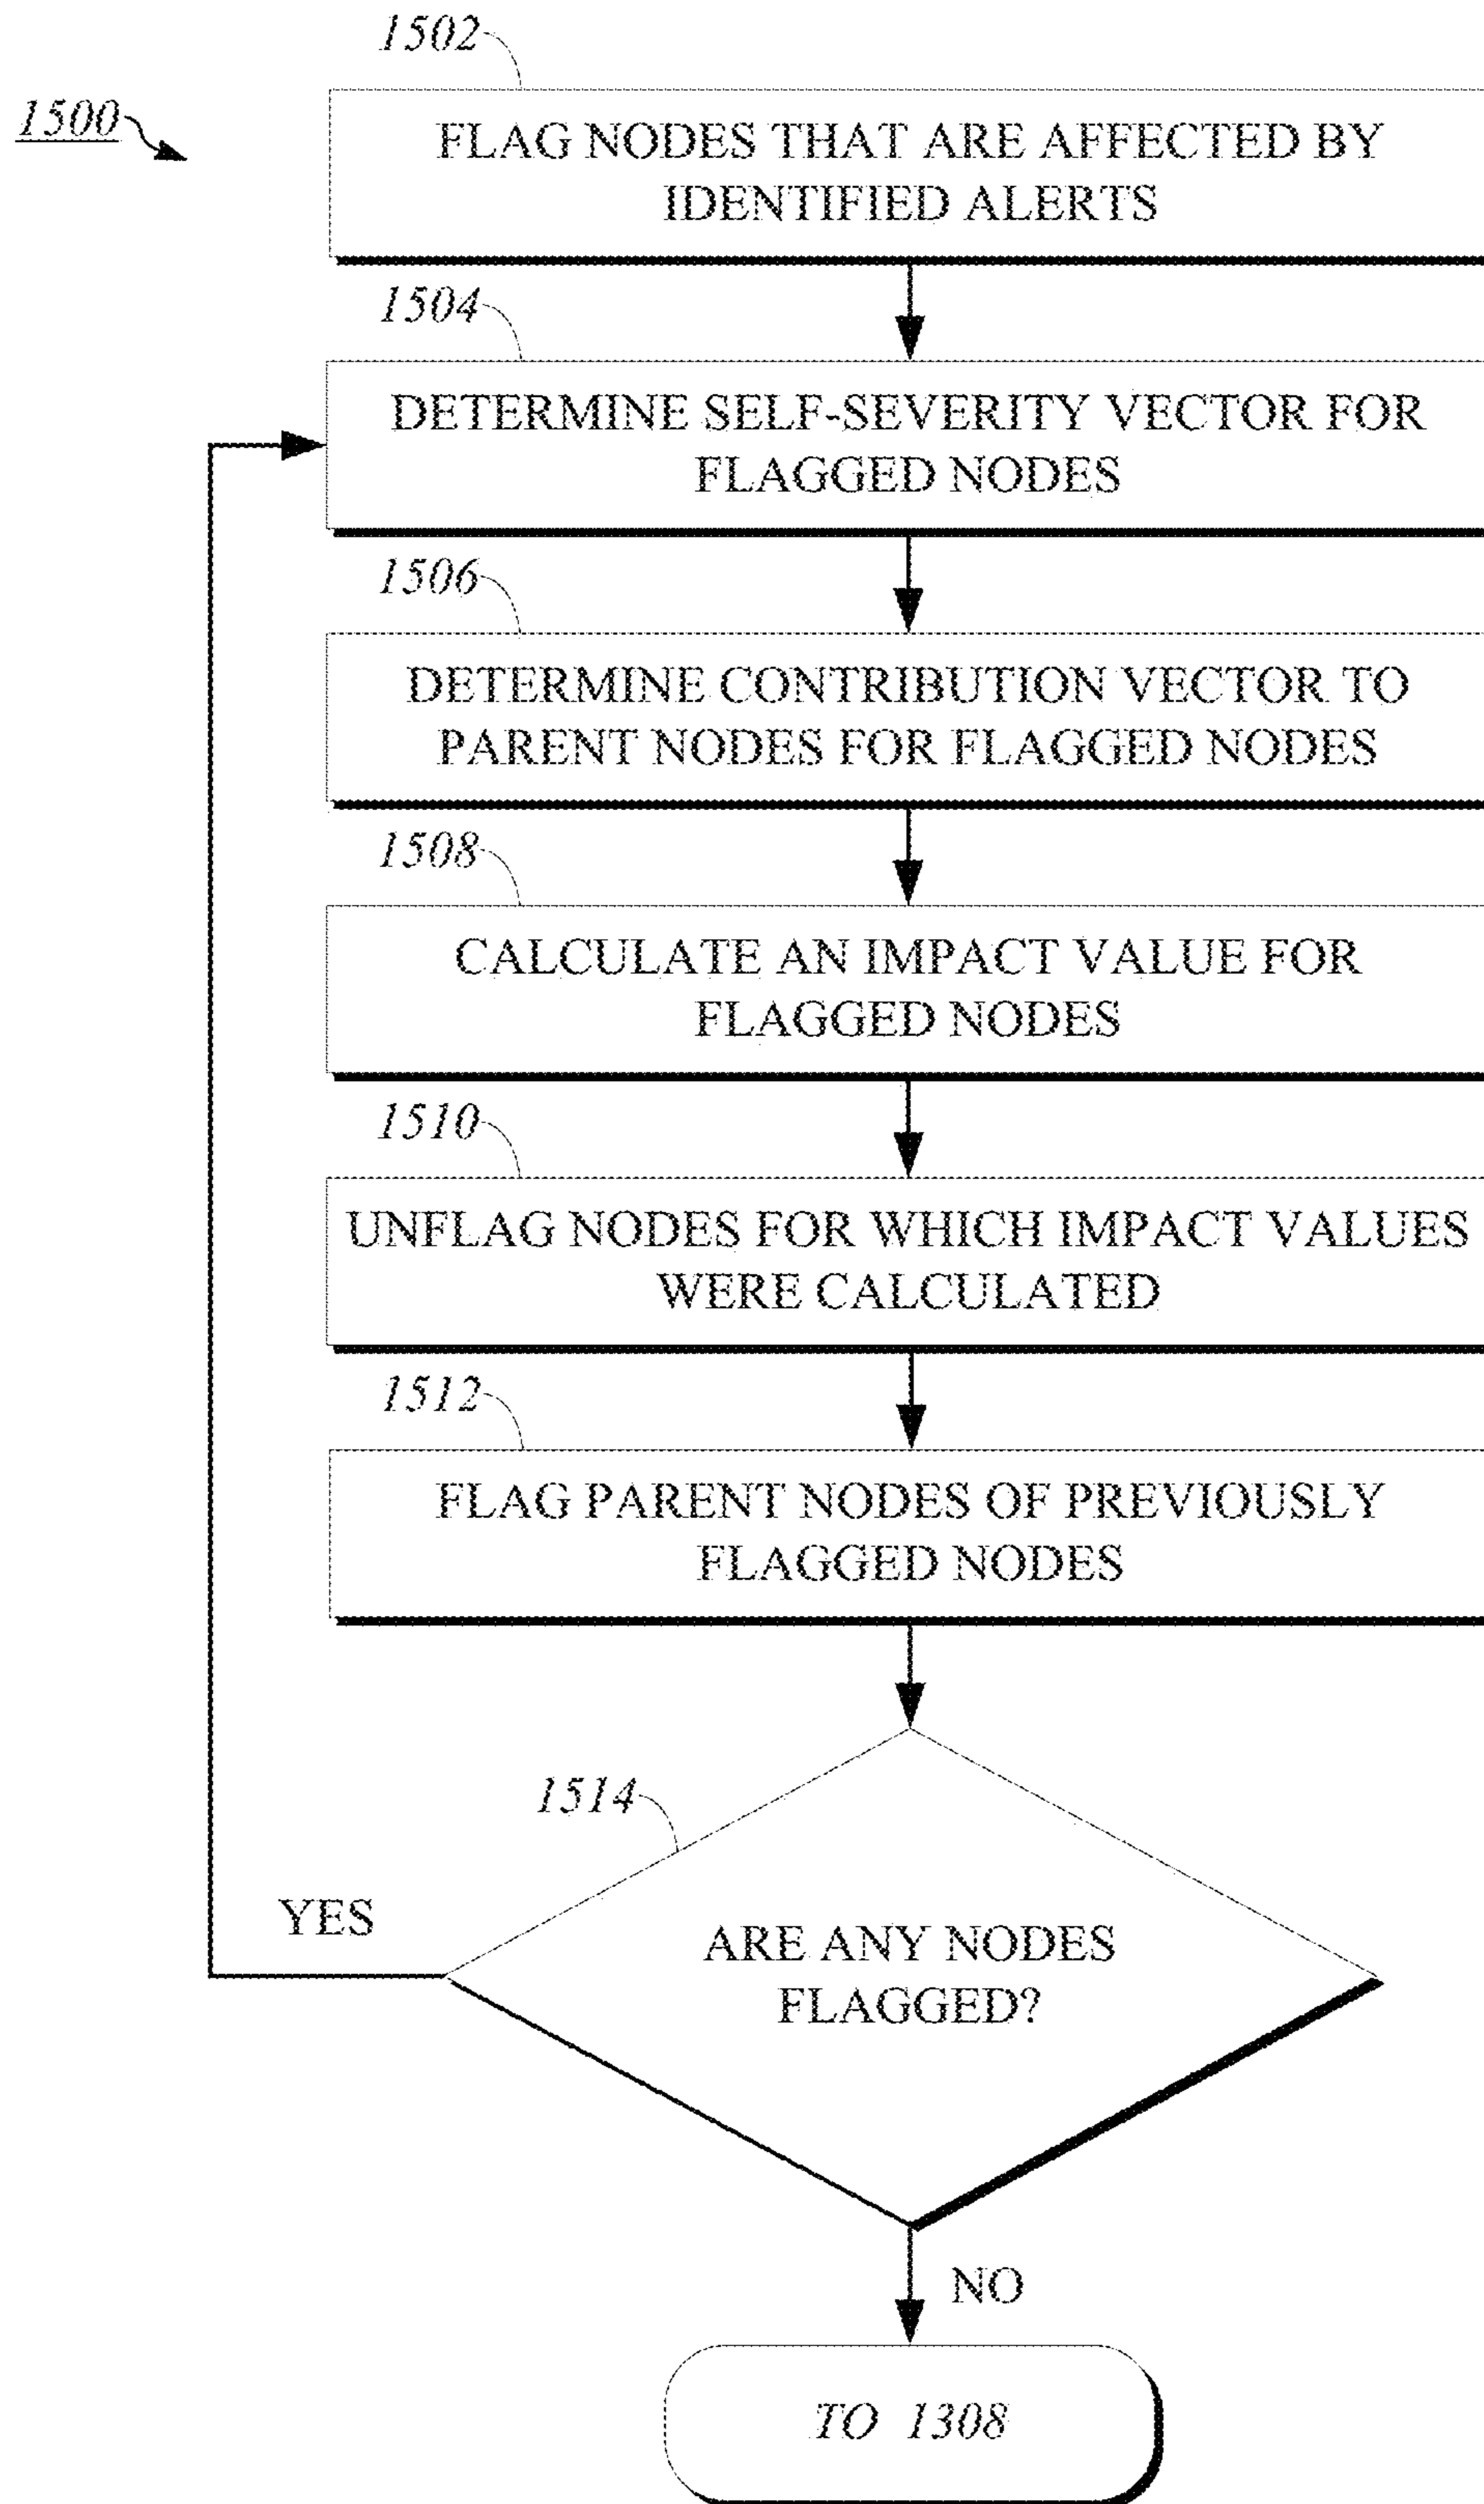 1502
1500
FLAG NODES THAT ARE AFFECTED BY
IDENTIFIED ALERTS
1504
DETERMINE SELF-SEVERITY VECTOR FOR
FLAGGED NODES
1506
DETERMINE CONTRIBUTION VECTOR TO
PARENT NODES FOR FLAGGED NODES
1508
CALCULATE AN IMPACT VALUE FOR
FLAGGED NODES
1510
UNFLAG NODES FOR WHICH IMPACT VALUES
WERE CALCULATED
1512
FLAG PARENT NODES OF PREVIOUSLY
FLAGGED NODES
1514
YES
ARE ANY NODES
FLAGGED?
NO
TO 1308